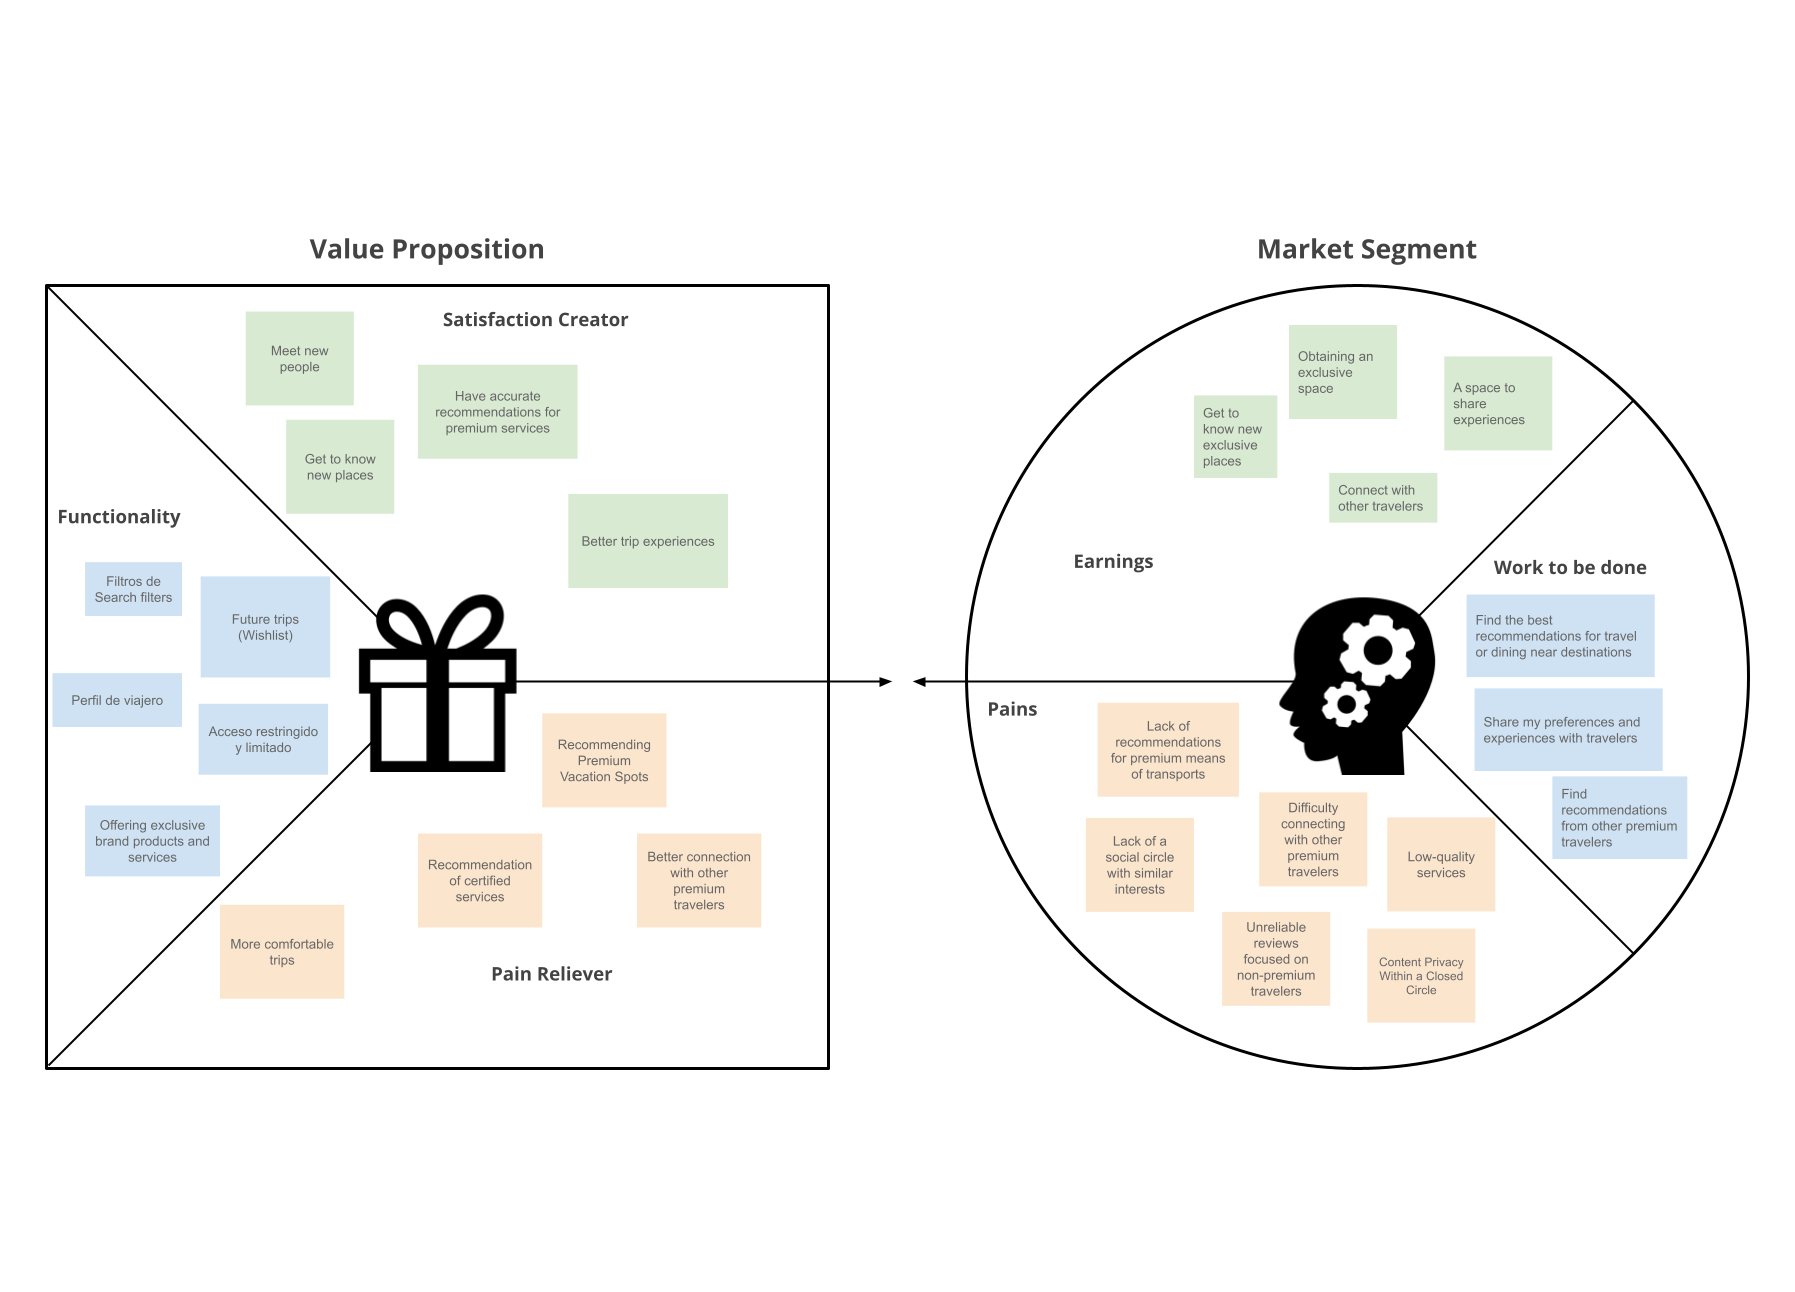 Value Proposition
Satisfaction Creator
Meet new
people
Have accurate
recommendations for
premium services
Get to know
new places
Better trip experiences
Functionality
Filtros de
Search filters
Future trips
(Wishlist)
Perfil de viajero
Acceso restringido
y limitado
Offering exclusive
brand products and
services
Recommending
Premium
Vacation Spots
Recommendation
of certified
services
Better connection
with other
premium
travelers
More comfortable
trips
Pain Reliever
Market Segment
Obtaining an
exclusive
space
A space to
share
experiences
Get to
know new
exclusive
places
Connect with
other travelers
Earnings
Work to be done
Find the best
recommendations for travel
or dining near destinations
Share my preferences and
experiences with travelers
Find
recommendations
from other premium
travelers
Pains
Lack of
recommendations
for premium means
of transports
Difficulty
connecting
with other
premium
travelers
Lack of a
social circle
with similar
interests
Low-quality
services
Unreliable
reviews
focused on
non-premium
travelers
Content Privacy
Within a Closed
Circle